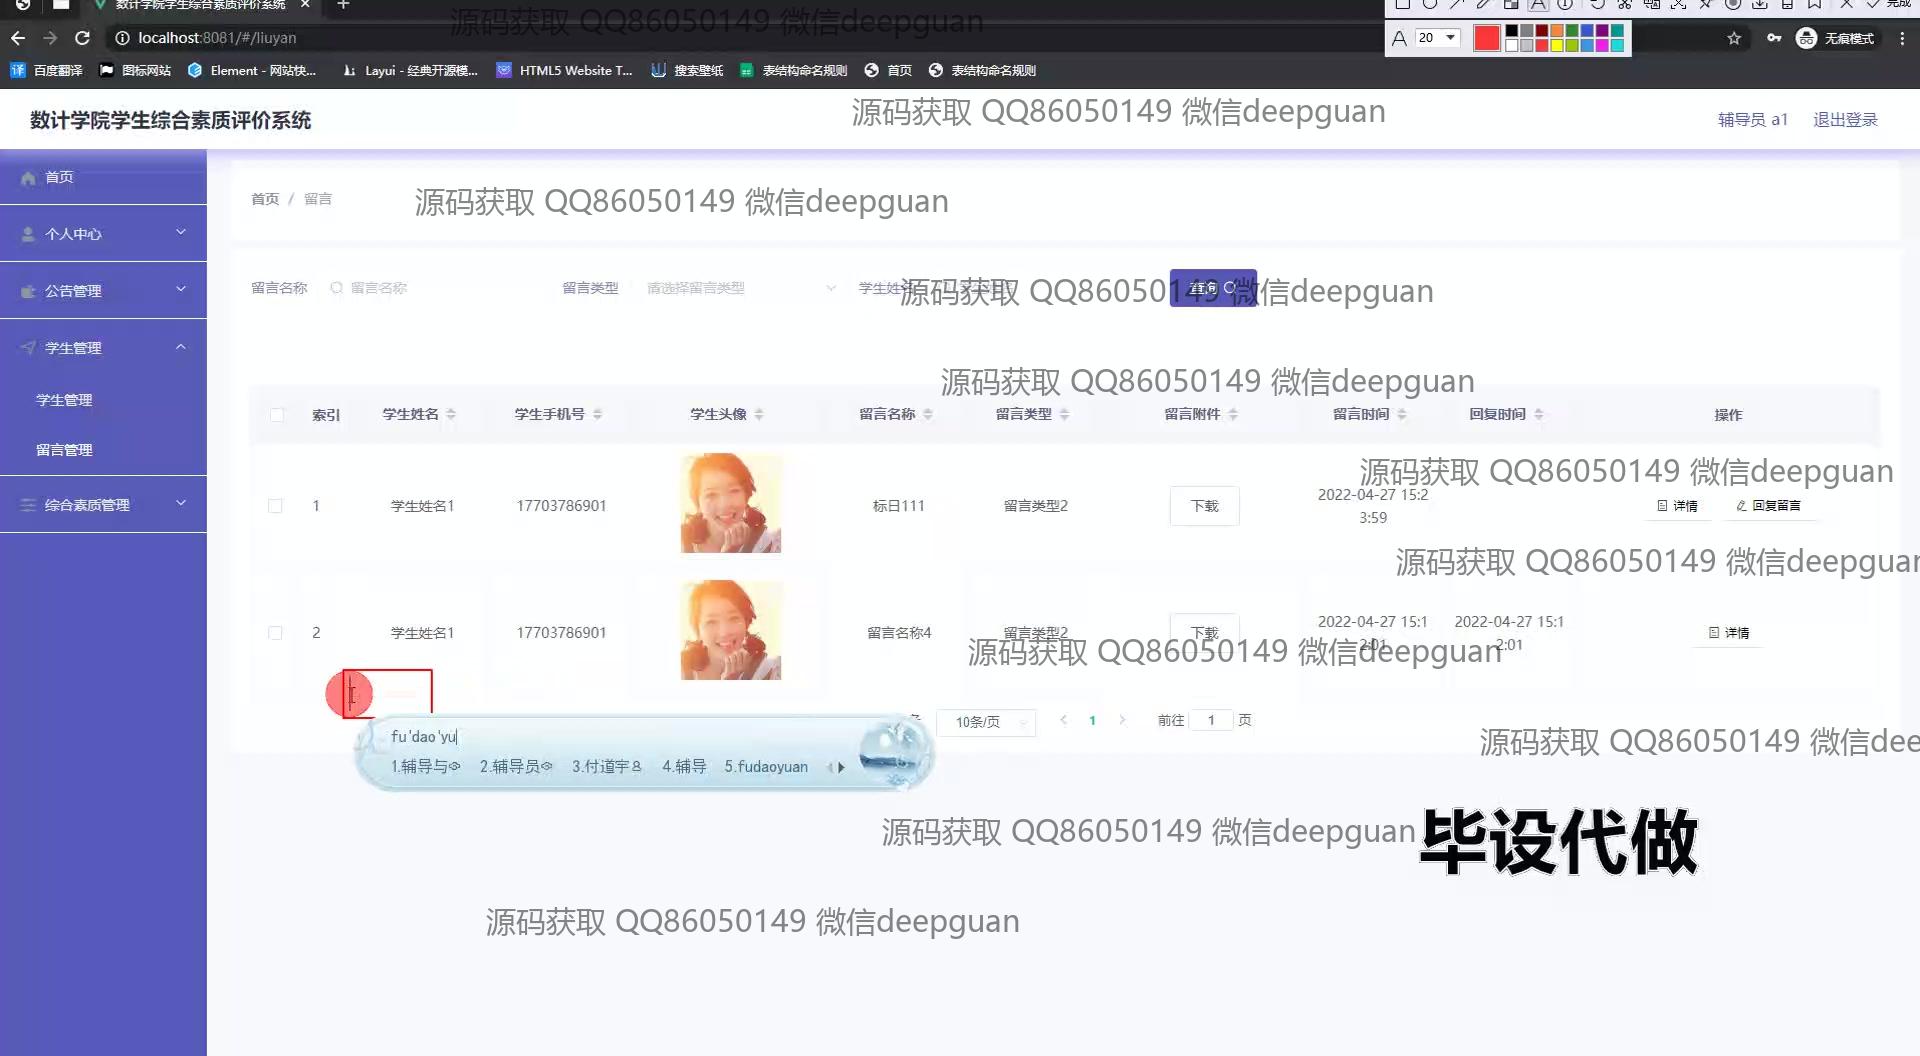 数计学院学生综合素质评价系统
完成
localhost:8081/#/liuyan
源码获取 QQ86050149 微信deepguan
A 20
无痕模式
译 百度翻译 图标网站 Element - 网站快... Layui - 经典开源模... HTML5 Website T... 搜索壁纸 表结构命名规则 首页 表结构命名规则
数计学院学生综合素质评价系统
源码获取 QQ86050149 微信deepguan
辅导员 a1 退出登录
首页
首页 / 留言
源码获取 QQ86050149 微信deepguan
个人中心
公告管理
留言名称 留言名称 留言类型 请选择留言类型 学生姓名 查询
源码获取 QQ86050149 微信deepguan
学生管理
源码获取 QQ86050149 微信deepguan
学生管理
索引 学生姓名 学生手机号 学生头像 留言名称 留言类型 留言附件 留言时间 回复时间 操作
留言管理
源码获取 QQ86050149 微信deepguan
综合素质管理
1 学生姓名1 17703786901 标日111 留言类型2 下载 2022-04-27 15:2
3:59 详情 回复留言
源码获取 QQ86050149 微信deepguan
2 学生姓名1 17703786901 留言名称4 留言类型2 下载 2022-04-27 15:1
2:01 2022-04-27 15:1
2:01 详情
源码获取 QQ86050149 微信deepguan
10条/页 1 前往 1 页
fu'dao'yu
1.辅导与 2.辅导员 3.付道宇 4.辅导 5.fudaoyuan
源码获取 QQ86050149 微信dee
源码获取 QQ86050149 微信deepguan
毕设代做
源码获取 QQ86050149 微信deepguan